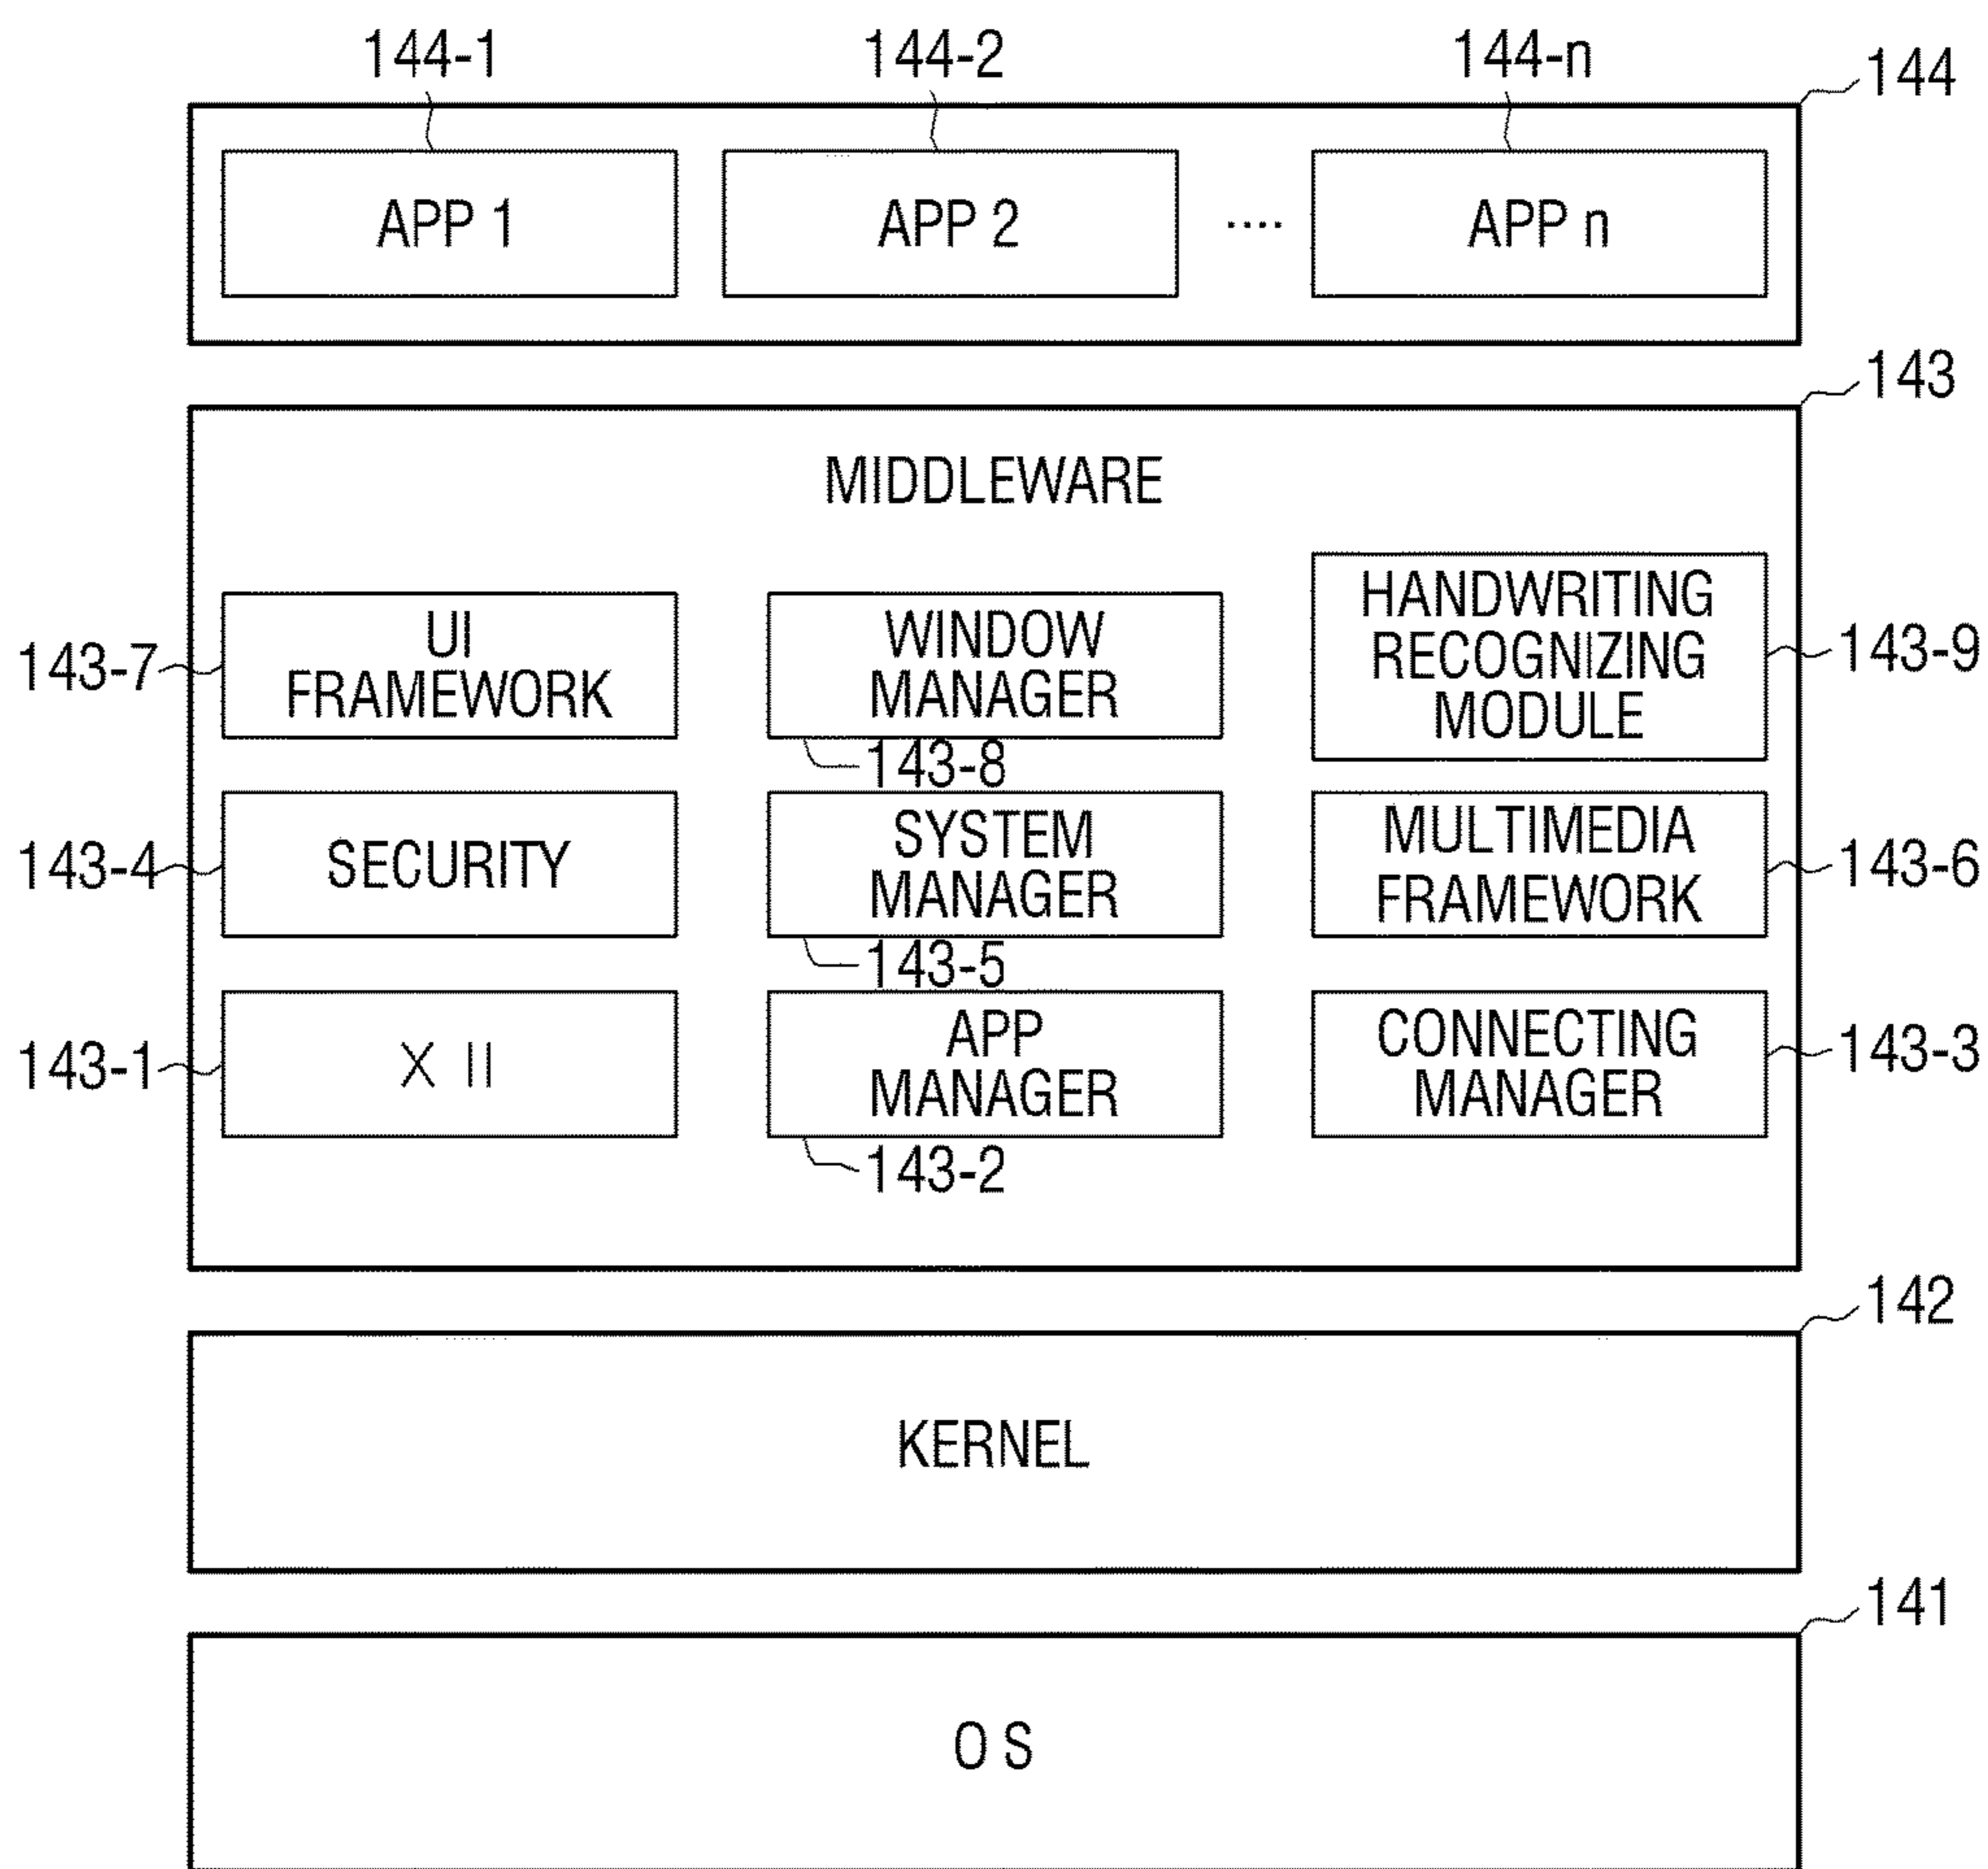 144-1 144-2 144-n 144
APP 1 APP 2 .... APP n
143
MIDDLEWARE
143-7 UI FRAMEWORK
WINDOW MANAGER
143-8
HANDWRITING
RECOGNIZING
MODULE
143-9
143-4 SECURITY
SYSTEM
MANAGER
143-5
MULTIMEDIA
FRAMEWORK
143-6
143-1 X II
APP
MANAGER
143-2
CONNECTING
MANAGER
143-3
142
KERNEL
141
OS